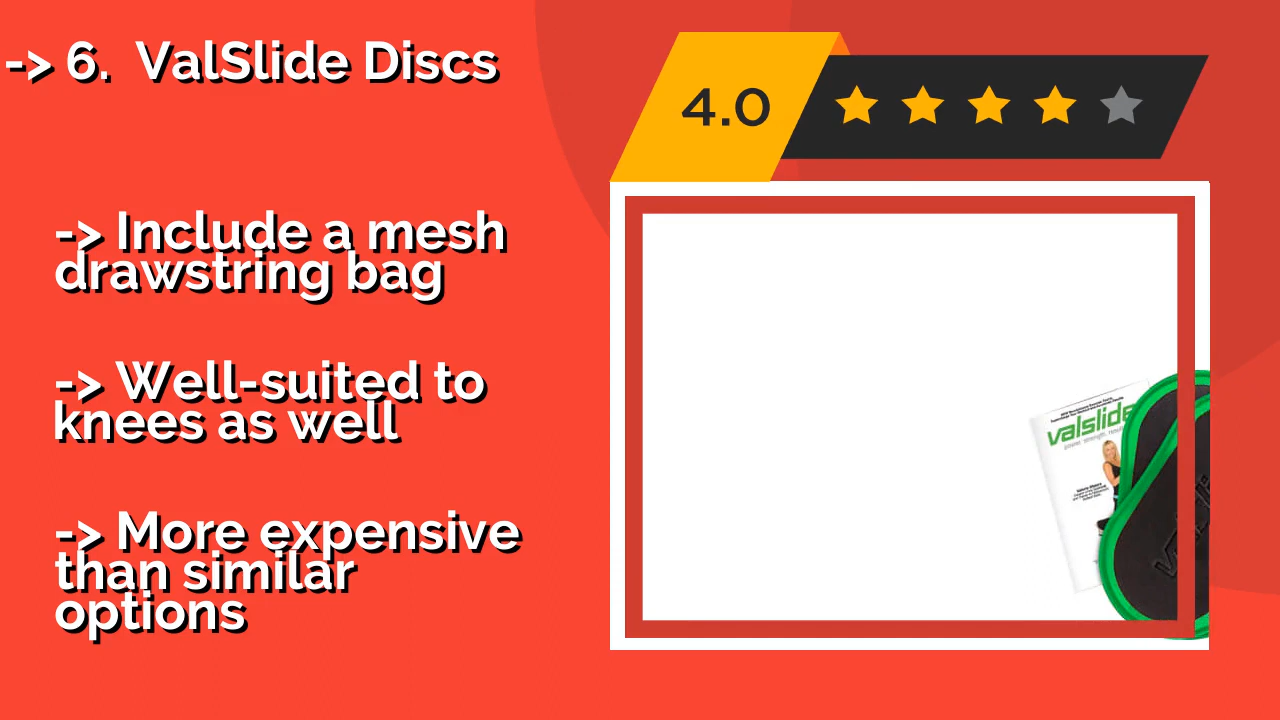 -> 6.  ValSlide Discs
4.0
-> Include a mesh
drawstring bag
-> Well-suited to
knees as well
-> More expensive
than similar
options
valslide